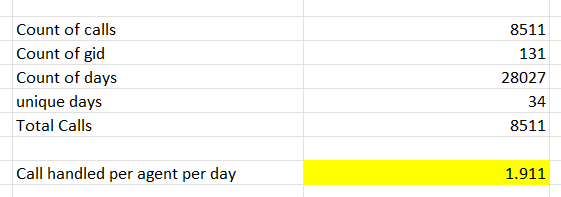 Count of calls 8511
Count of gid 131
Count of days 28027
unique days 34
Total Calls 8511
Call handled per agent per day 1.911